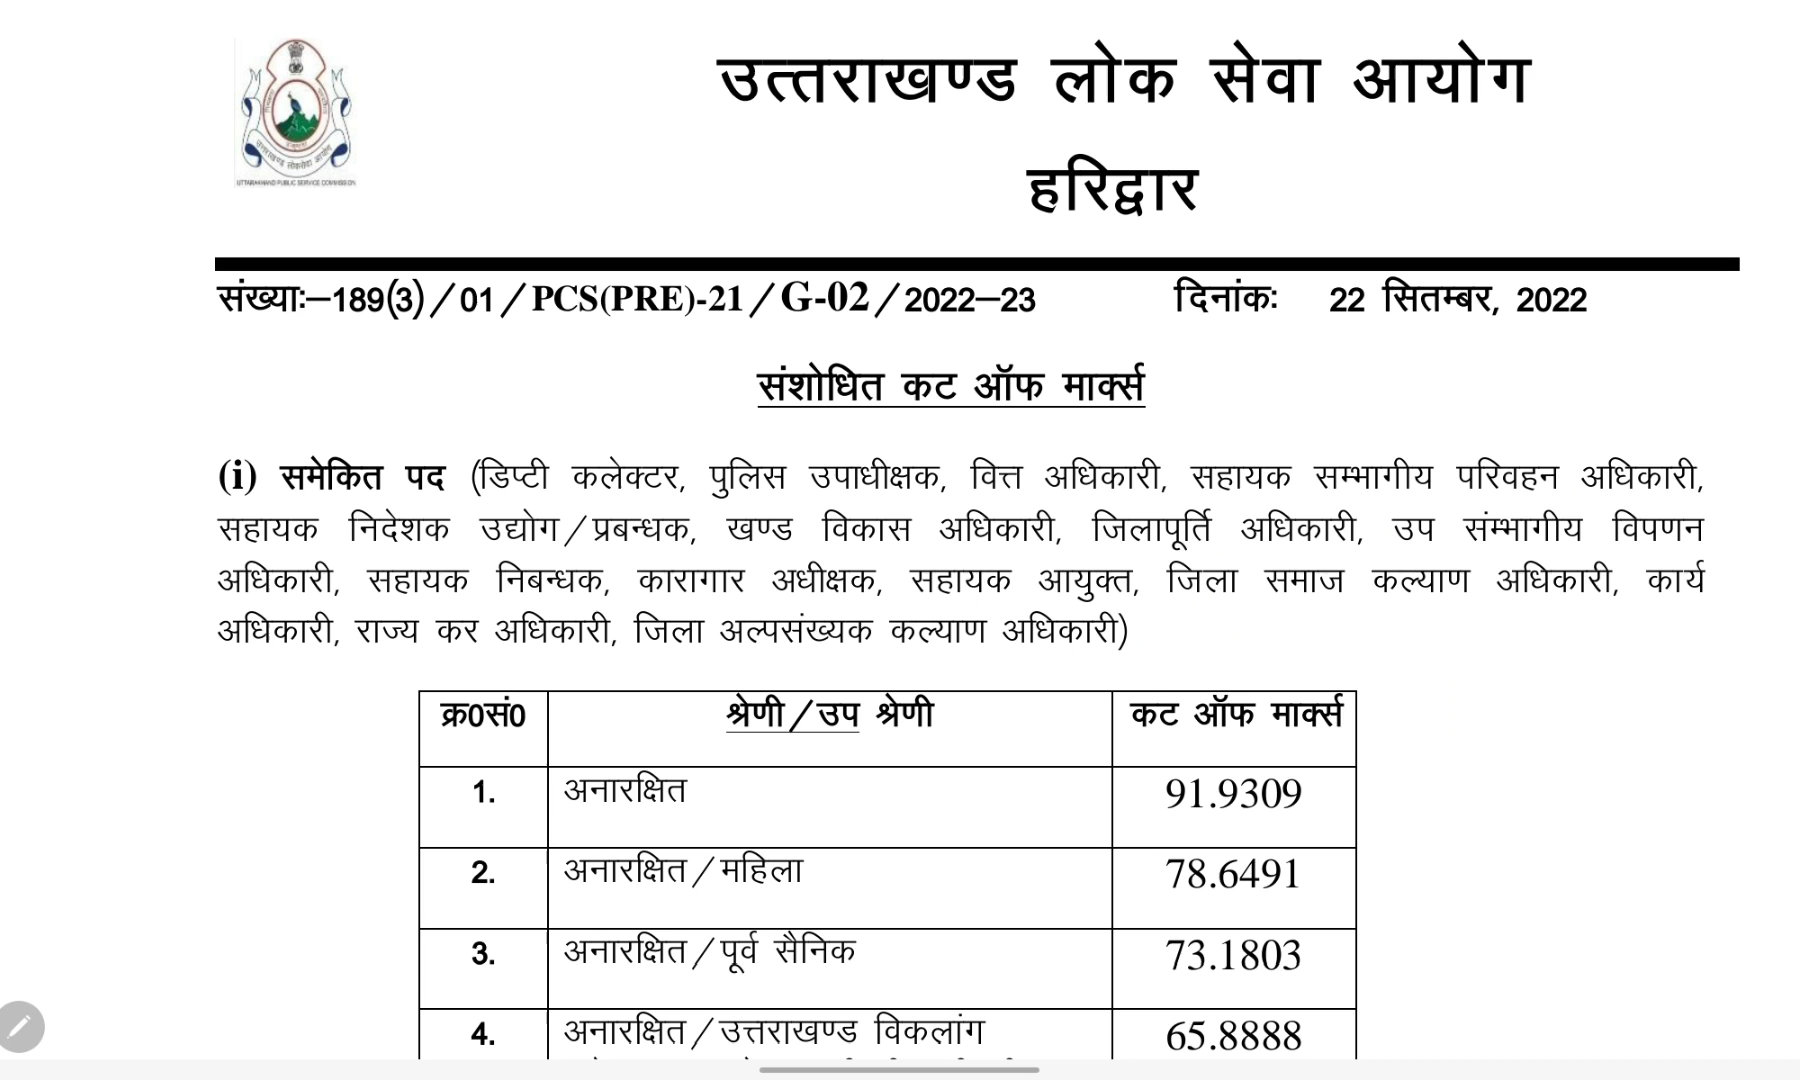 उत्तराखण्ड लोक सेवा आयोग
हरिद्वार
UTTARAKHAND PUBLIC SERVICE COMMISSION
संख्याः–189(3)/01/PCS(PRE)-21/G-02/2022–23 दिनांकः 22 सितम्बर, 2022
संशोधित कट ऑफ मार्क्स
(i) समेकित पद (डिप्टी कलेक्टर, पुलिस उपाधीक्षक, वित्त अधिकारी, सहायक सम्भागीय परिवहन अधिकारी,
सहायक निदेशक उद्योग/प्रबन्धक, खण्ड विकास अधिकारी, जिलापूर्ति अधिकारी, उप संम्भागीय विपणन
अधिकारी, सहायक निबन्धक, कारागार अधीक्षक, सहायक आयुक्त, जिला समाज कल्याण अधिकारी, कार्य
अधिकारी, राज्य कर अधिकारी, जिला अल्पसंख्यक कल्याण अधिकारी)
क्र0सं0 श्रेणी/उप श्रेणी कट ऑफ मार्क्स
1. अनारक्षित 91.9309
2. अनारक्षित/महिला 78.6491
3. अनारक्षित/पूर्व सैनिक 73.1803
4. अनारक्षित/उत्तराखण्ड विकलांग 65.8888